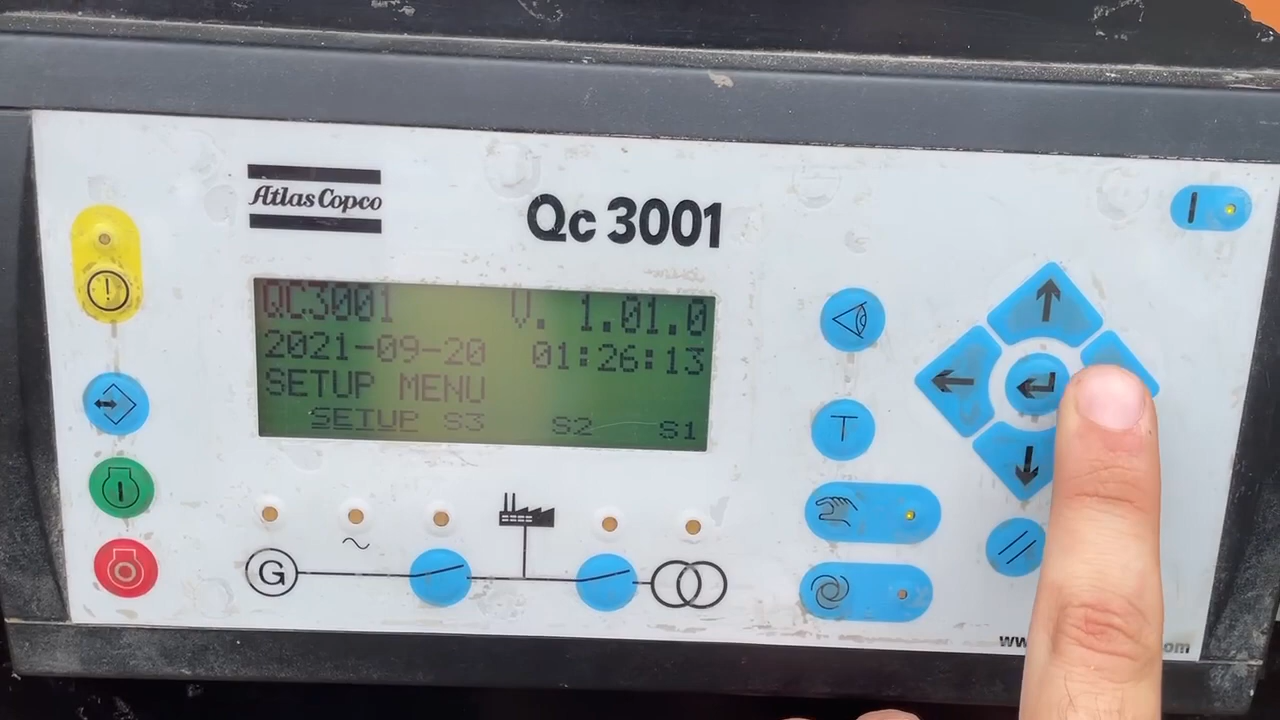 Atlas Copco
Qc 3001
QC3001 V. 1.01.0
2021-09-20 01:26:13
SETUP MENU
SETUP S3 S2 S1
G